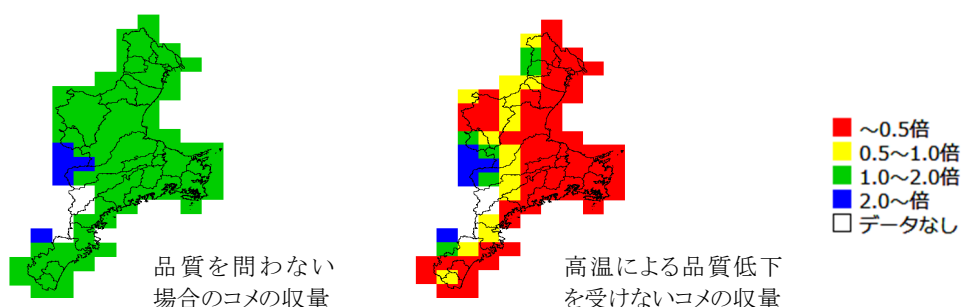 品質を問わない
場合のコメの収量
高温による品質低下
を受けないコメの収量
～0.5倍
0.5～1.0倍
1.0～2.0倍
2.0～倍
データなし